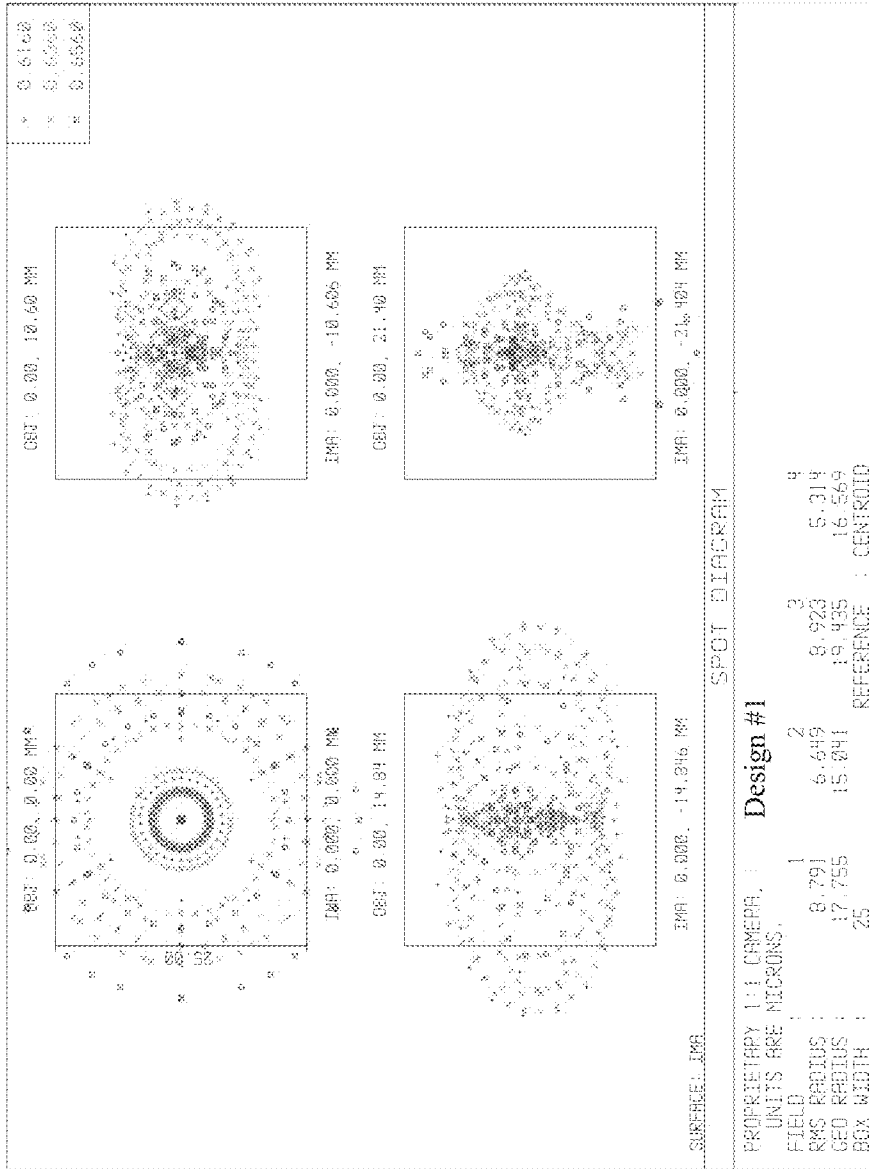 + 0.6160
× 0.6360
¤ 0.6560
OBJ: 0.00, 0.00 MM
OBJ: 0.00, 10.60 MM
25.00
IMA: 0.000, 0.000 MM
IMA: 0.000, -10.606 MM
OBJ: 0.00, 14.84 MM
OBJ: 0.00, 21.40 MM
IMA: 0.000, -14.846 MM
IMA: 0.000, -21.404 MM
SURFACE: IMA
SPOT DIAGRAM
PROPRIETARY 1:1 CAMERA, : Design #1
UNITS ARE MICRONS.
FIELD : 1 2 3 4
RMS RADIUS : 8.791 6.649 8.923 5.314
GEO RADIUS : 17.755 15.041 19.435 16.569
BOX WIDTH : 25 REFERENCE : CENTROID